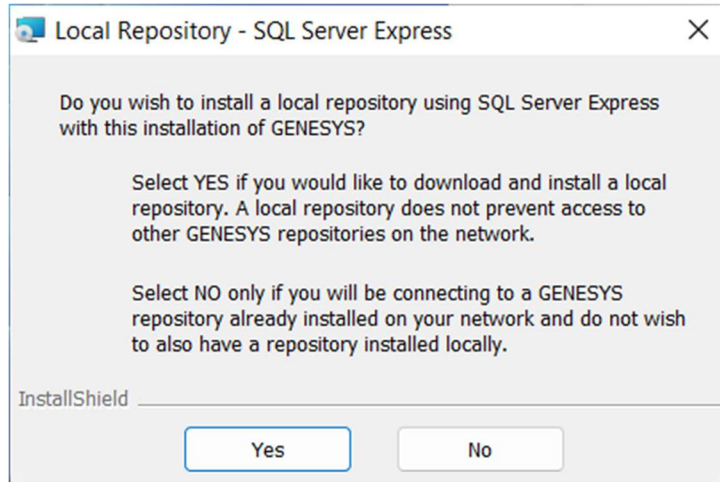 Local Repository - SQL Server Express
Do you wish to install a local repository using SQL Server Express
with this installation of GENESYS?
Select YES if you would like to download and install a local
repository. A local repository does not prevent access to
other GENESYS repositories on the network.
Select NO only if you will be connecting to a GENESYS
repository already installed on your network and do not wish
to also have a repository installed locally.
InstallShield
Yes
No